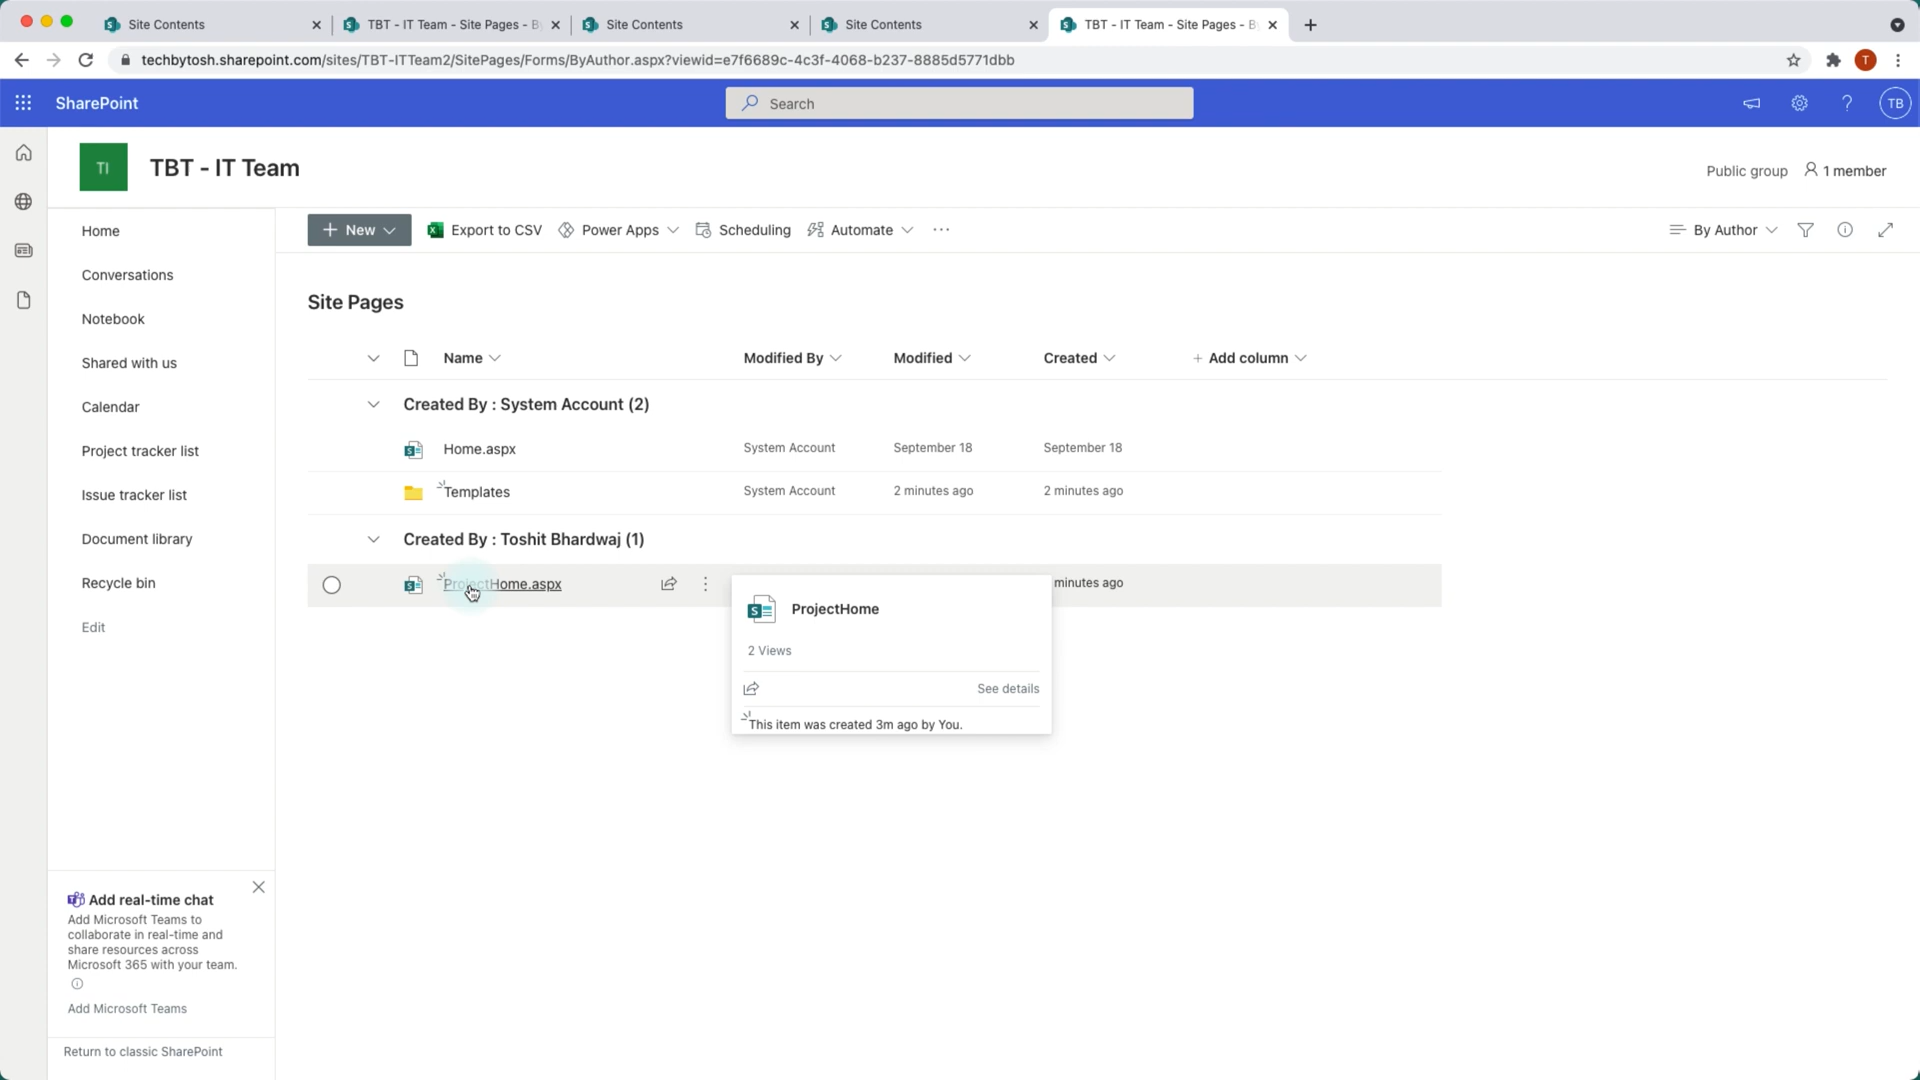 Site Contents
TBT - IT Team - Site Pages - B
Site Contents
Site Contents
TBT - IT Team - Site Pages - B
techbytosh.sharepoint.com/sites/TBT-ITTeam2/SitePages/Forms/ByAuthor.aspx?viewid=e7f6689c-4c3f-4068-b237-8885d5771dbb
T
SharePoint
Search
?
TB
TI
TBT - IT Team
Public group
1 member
Home
Conversations
Notebook
Shared with us
Calendar
Project tracker list
Issue tracker list
Document library
Recycle bin
Edit
+ New
Export to CSV
Power Apps
Scheduling
Automate
...
By Author
Site Pages
Name
Modified By
Modified
Created
+ Add column
Created By : System Account (2)
Home.aspx
System Account
September 18
September 18
Templates
System Account
2 minutes ago
2 minutes ago
Created By : Toshit Bhardwaj (1)
ProjectHome.aspx
minutes ago
ProjectHome
2 Views
See details
This item was created 3m ago by You.
Add real-time chat
Add Microsoft Teams to
collaborate in real-time and
share resources across
Microsoft 365 with your team.
Add Microsoft Teams
Return to classic SharePoint